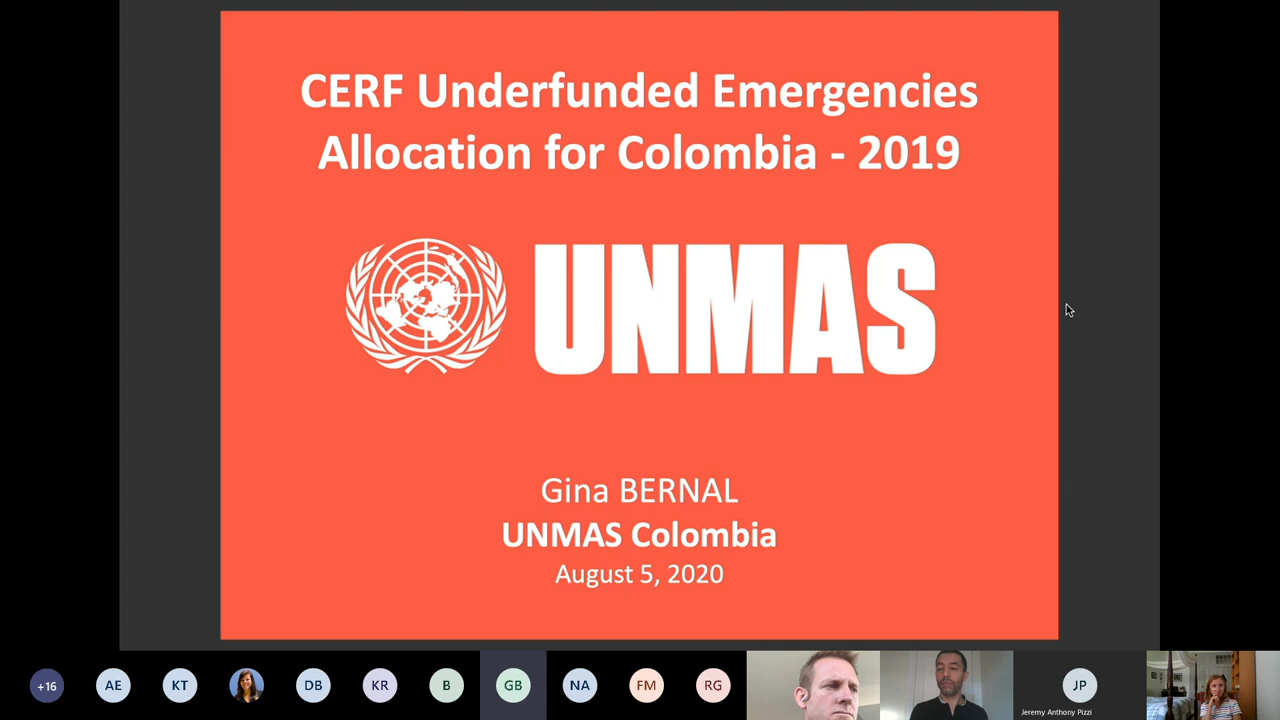 CERF Underfunded Emergencies
Allocation for Colombia - 2019
UNMAS
Gina BERNAL
UNMAS Colombia
August 5, 2020
+16
AE
KT
DB
KR
B
GB
NA
FM
RG
JP
Jeremy Anthony Pizzi